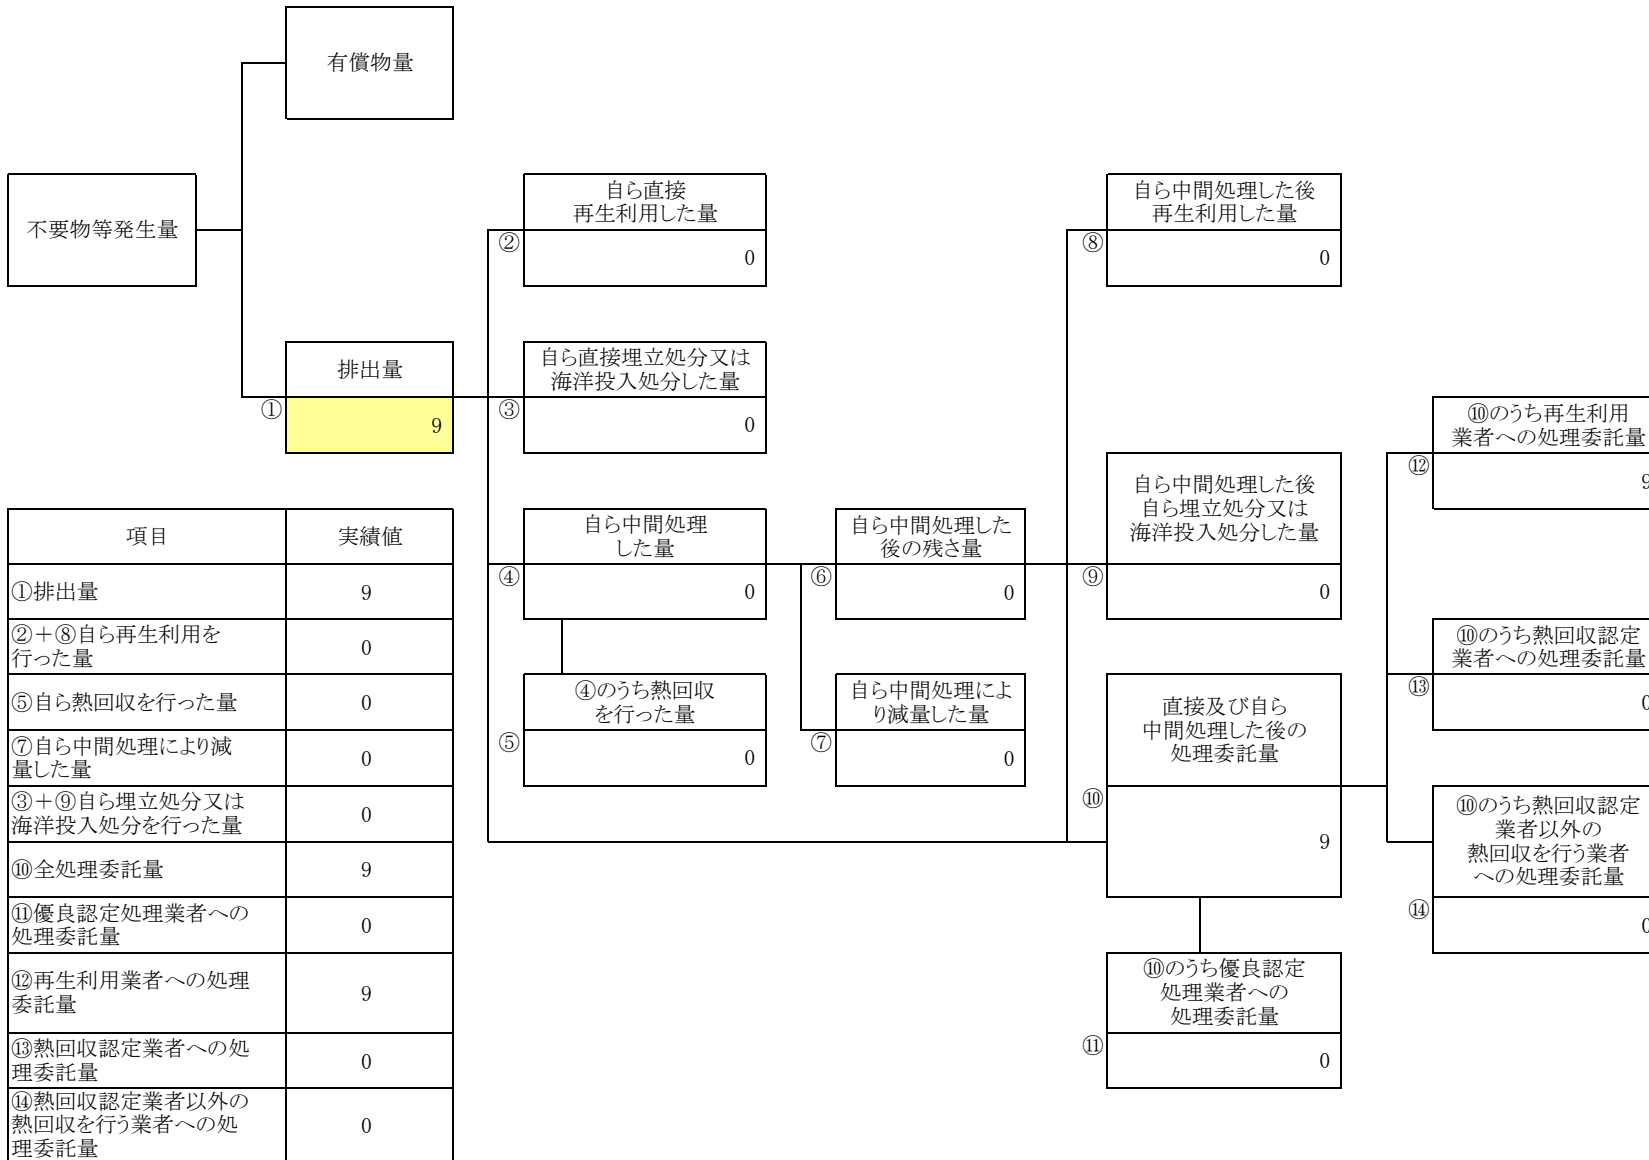 有償物量
不要物等発生量
自ら直接
再生利用した量
②
0
自ら中間処理した後
再生利用した量
⑧
0
排出量
①
9
自ら直接埋立処分又は
海洋投入処分した量
③
0
⑩のうち再生利用
業者への処理委託量
⑫
9
自ら中間処理した後
自ら埋立処分又は
海洋投入処分した量
⑨
0
自ら中間処理
した量
④
0
自ら中間処理した
後の残さ量
⑥
0
⑩のうち熱回収認定
業者への処理委託量
⑬
0
④のうち熱回収
を行った量
⑤
0
自ら中間処理によ
り減量した量
⑦
0
直接及び自ら
中間処理した後の
処理委託量
⑩
9
⑩のうち熱回収認定
業者以外の
熱回収を行う業者
への処理委託量
⑭
0
⑩のうち優良認定
処理業者への
処理委託量
⑪
0
項目 実績値
①排出量 9
②+⑧自ら再生利用を
行った量 0
⑤自ら熱回収を行った量 0
⑦自ら中間処理により減
量した量 0
③+⑨自ら埋立処分又は
海洋投入処分を行った量 0
⑩全処理委託量 9
⑪優良認定処理業者への
処理委託量 0
⑫再生利用業者への処理
委託量 9
⑬熱回収認定業者への処
理委託量 0
⑭熱回収認定業者以外の
熱回収を行う業者への処
理委託量 0